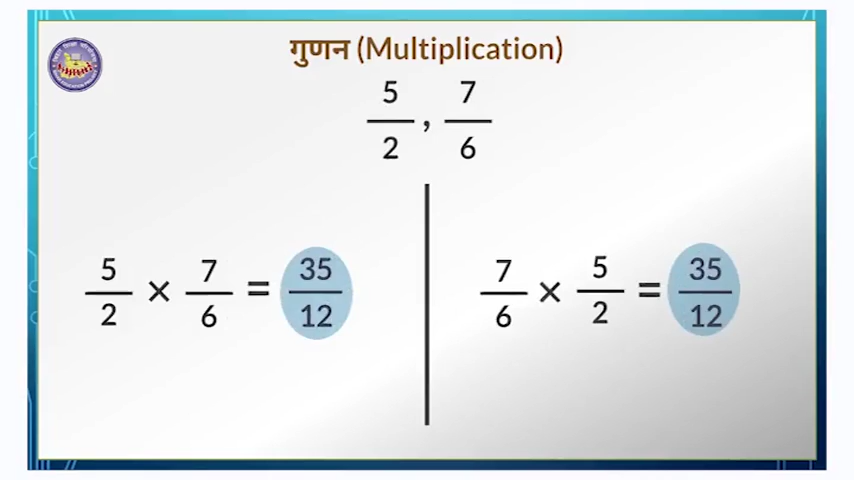 गुणन (Multiplication)
5/2 , 7/6
5/2 × 7/6 = 35/12
7/6 × 5/2 = 35/12